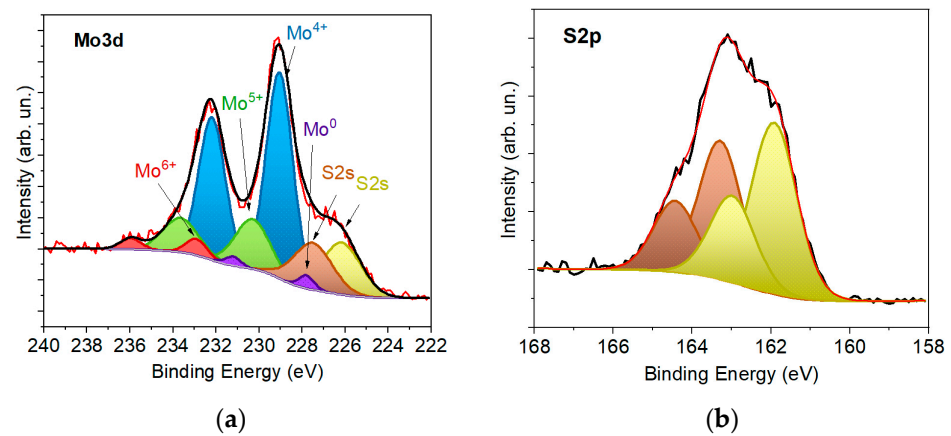 Mo3d
Mo4+
Mo5+
Mo0
Mo6+
S2s
S2s
Intensity (arb. un.)
240 238 236 234 232 230 228 226 224 222
Binding Energy (eV)
(a)
S2p
Intensity (arb. un.)
168 166 164 162 160 158
Binding Energy (eV)
(b)